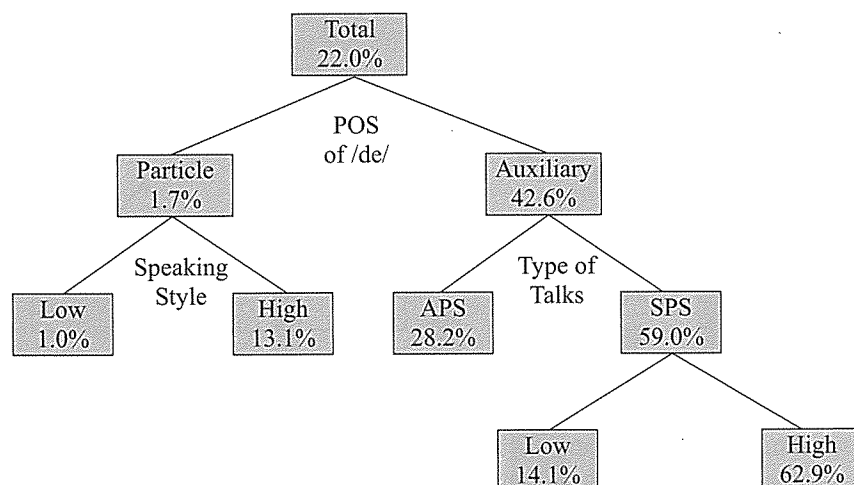 Total
22.0%
POS
of /de/
Particle
1.7%
Auxiliary
42.6%
Speaking
Style
Type of
Talks
Low
1.0%
High
13.1%
APS
28.2%
SPS
59.0%
Low
14.1%
High
62.9%